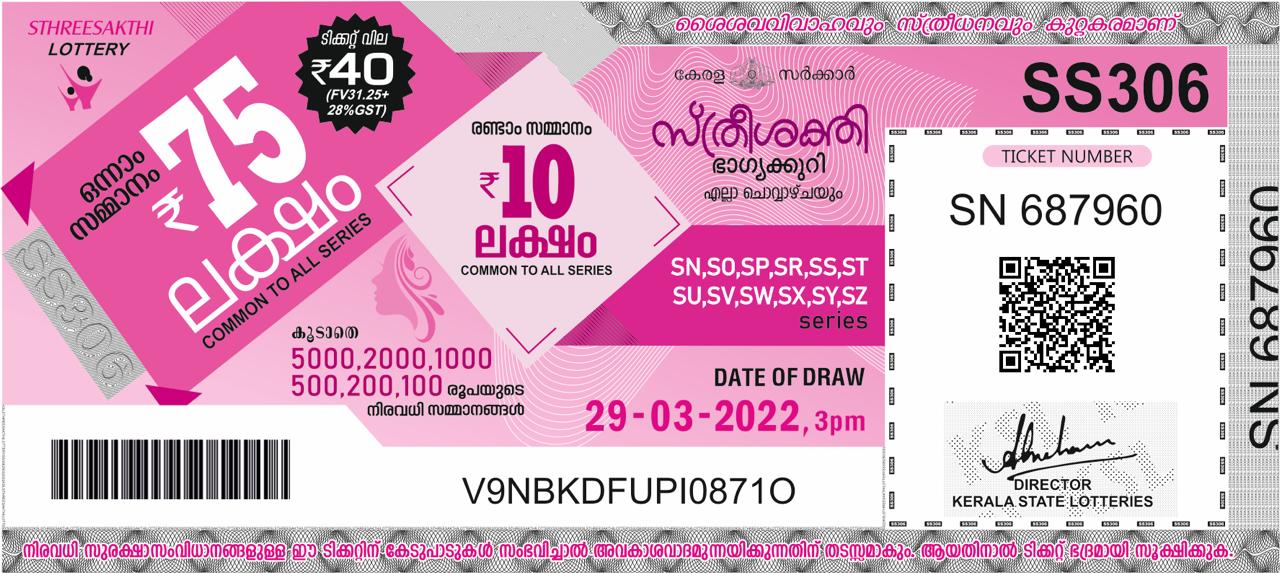 STHREESAKTHI
LOTTERY
ടിക്കറ്റ് വില
₹40
(FV31.25+
28%GST)
ഒന്നാം
സമ്മാനം
₹75
ലക്ഷം
COMMON TO ALL SERIES
SS306
രണ്ടാം സമ്മാനം
₹10
ലക്ഷം
COMMON TO ALL SERIES
കൂടാതെ
5000,2000,1000
500,200,100 രൂപയുടെ
നിരവധി സമ്മാനങ്ങൾ
ശൈശവവിവാഹവും സ്ത്രീധനവും കുറ്റകരമാണ്
കേരള സർക്കാർ
സ്ത്രീശക്തി
ഭാഗ്യക്കുറി
എല്ലാ ചൊവ്വാഴ്ചയും
SN,SO,SP,SR,SS,ST
SU,SV,SW,SX,SY,SZ
series
DATE OF DRAW
29-03-2022, 3pm
V9NBKDFUPI0871O
SS306
TICKET NUMBER
SN 687960
DIRECTOR
KERALA STATE LOTTERIES
SN 687960
നിരവധി സുരക്ഷാസംവിധാനങ്ങളുള്ള ഈ ടിക്കറ്റിന് കേടുപാടുകൾ സംഭവിച്ചാൽ അവകാശവാദമുന്നയിക്കുന്നതിന് തടസ്സമാകും. ആയതിനാൽ ടിക്കറ്റ് ഭദ്രമായി സൂക്ഷിക്കുക.